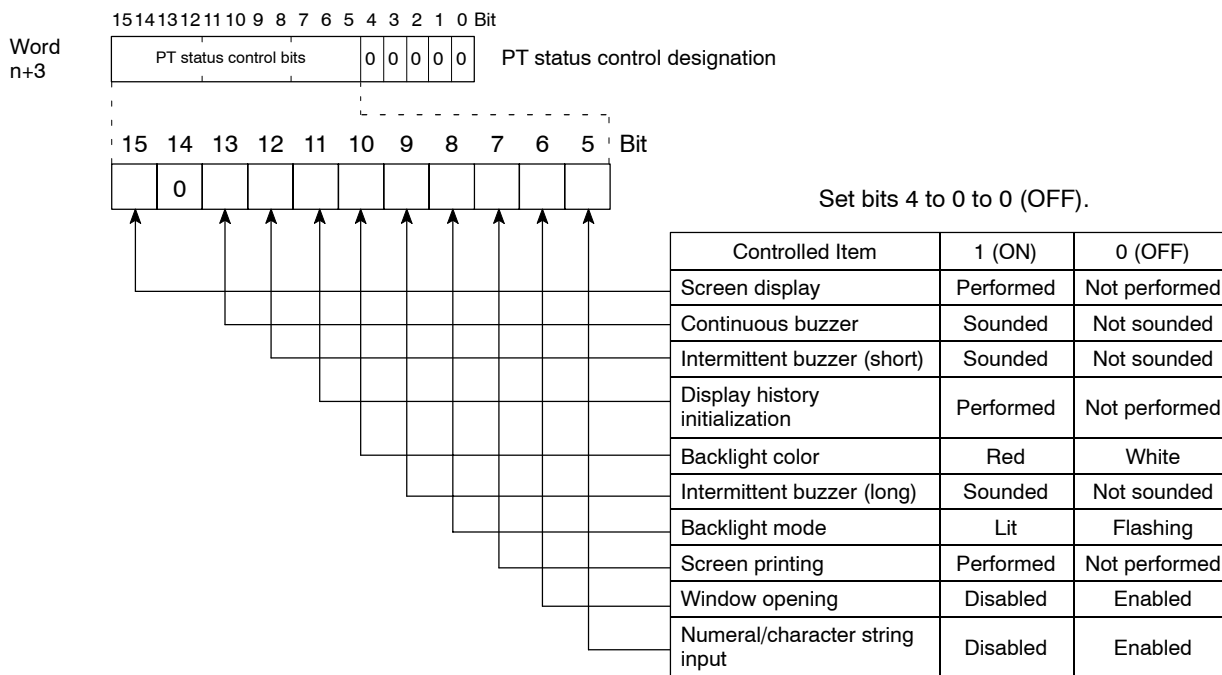 15 14 13 12 11 10 9 8 7 6 5 4 3 2 1 0 Bit
Word
n+3
PT status control bits 0 0 0 0 0
PT status control designation
15 14 13 12 11 10 9 8 7 6 5 Bit
0
Set bits 4 to 0 to 0 (OFF).
Controlled Item 1 (ON) 0 (OFF)
Screen display Performed Not performed
Continuous buzzer Sounded Not sounded
Intermittent buzzer (short) Sounded Not sounded
Display history
initialization Performed Not performed
Backlight color Red White
Intermittent buzzer (long) Sounded Not sounded
Backlight mode Lit Flashing
Screen printing Performed Not performed
Window opening Disabled Enabled
Numeral/character string
input Disabled Enabled